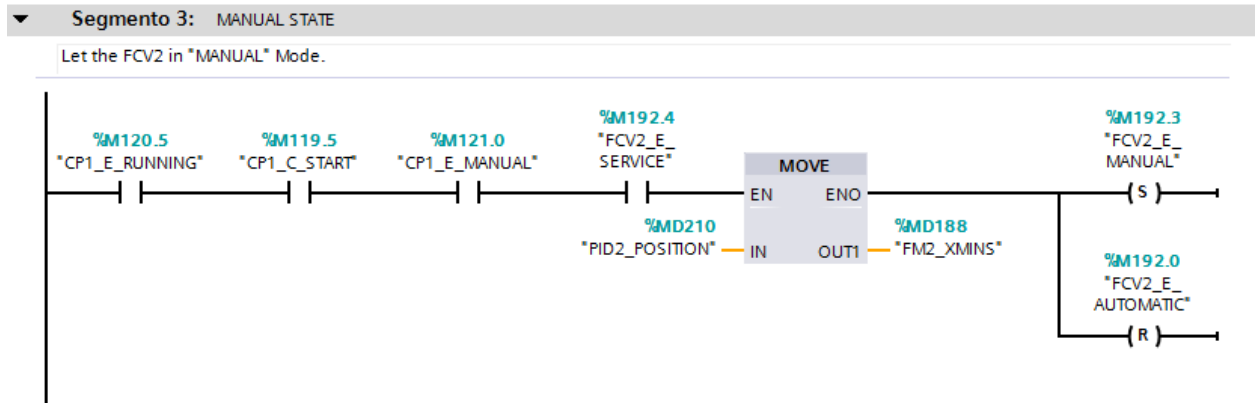 Segmento 3: MANUAL STATE
Let the FCV2 in "MANUAL" Mode.
%M120.5
"CP1_E_RUNNING"
%M119.5
"CP1_C_START"
%M121.0
"CP1_E_MANUAL"
%M192.4
"FCV2_E_
SERVICE"
MOVE
EN ENO
%MD210
"PID2_POSITION"
IN OUT1
%MD188
"FM2_XMINS"
%M192.3
"FCV2_E_
MANUAL"
S
%M192.0
"FCV2_E_
AUTOMATIC"
R